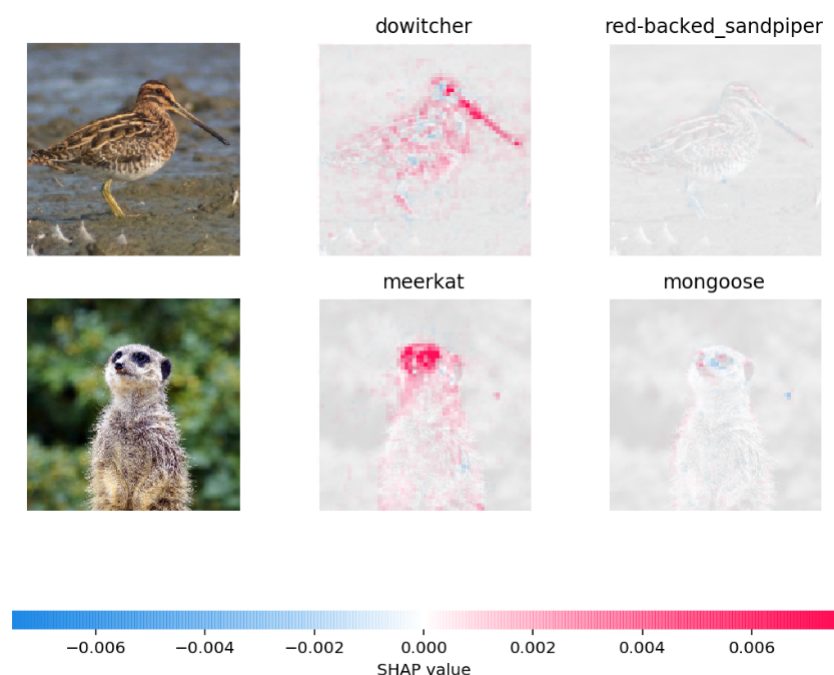 dowitcher
red-backed_sandpiper
meerkat
mongoose
−0.006 −0.004 −0.002 0.000 0.002 0.004 0.006
SHAP value